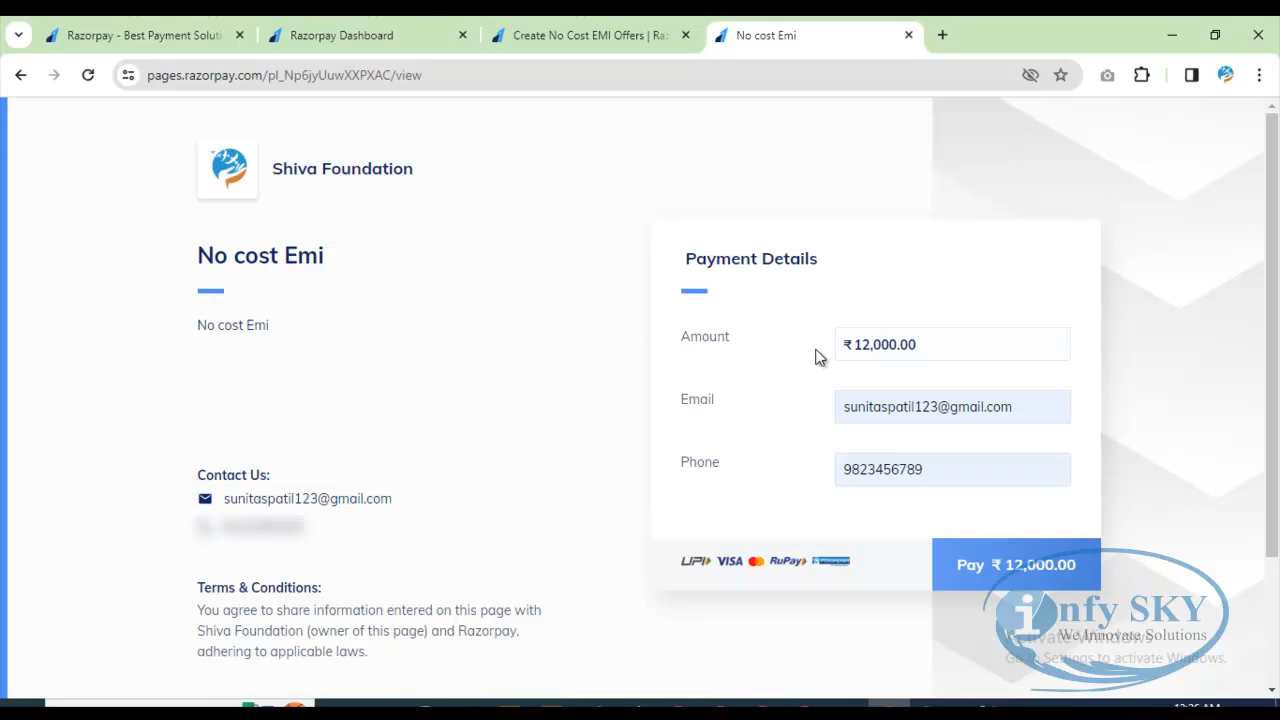 Razorpay - Best Payment Soluti
Razorpay Dashboard
Create No Cost EMI Offers | Raz
No cost Emi
pages.razorpay.com/pl_Np6jyUuwXXPXAC/view
Shiva Foundation
No cost Emi
No cost Emi
Payment Details
Amount
₹ 12,000.00
Email
sunitaspatil123@gmail.com
Phone
9823456789
Contact Us:
sunitaspatil123@gmail.com
UPI VISA RuPay
Pay ₹ 12,000.00
Terms & Conditions:
You agree to share information entered on this page with
Shiva Foundation (owner of this page) and Razorpay,
adhering to applicable laws.
infy SKY
We Innovate Solutions
Activate Windows
Go to Settings to activate Windows.